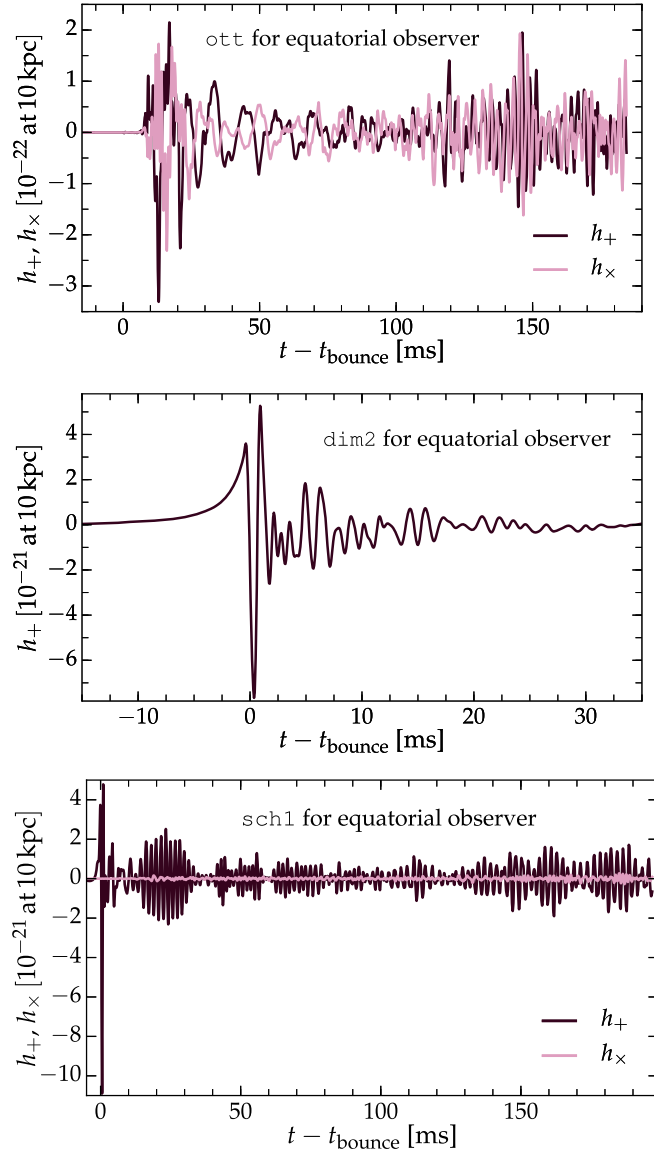 ott for equatorial observer
2
1
0
−1
−2
−3
h₊, h× [10⁻²² at 10 kpc]
h₊
h×
0 50 100 150
t − t_bounce [ms]
dim2 for equatorial observer
4
2
0
−2
−4
−6
h₊ [10⁻²¹ at 10 kpc]
−10 0 10 20 30
t − t_bounce [ms]
sch1 for equatorial observer
4
2
0
−2
−4
−6
−8
−10
h₊, h× [10⁻²¹ at 10 kpc]
h₊
h×
0 50 100 150
t − t_bounce [ms]